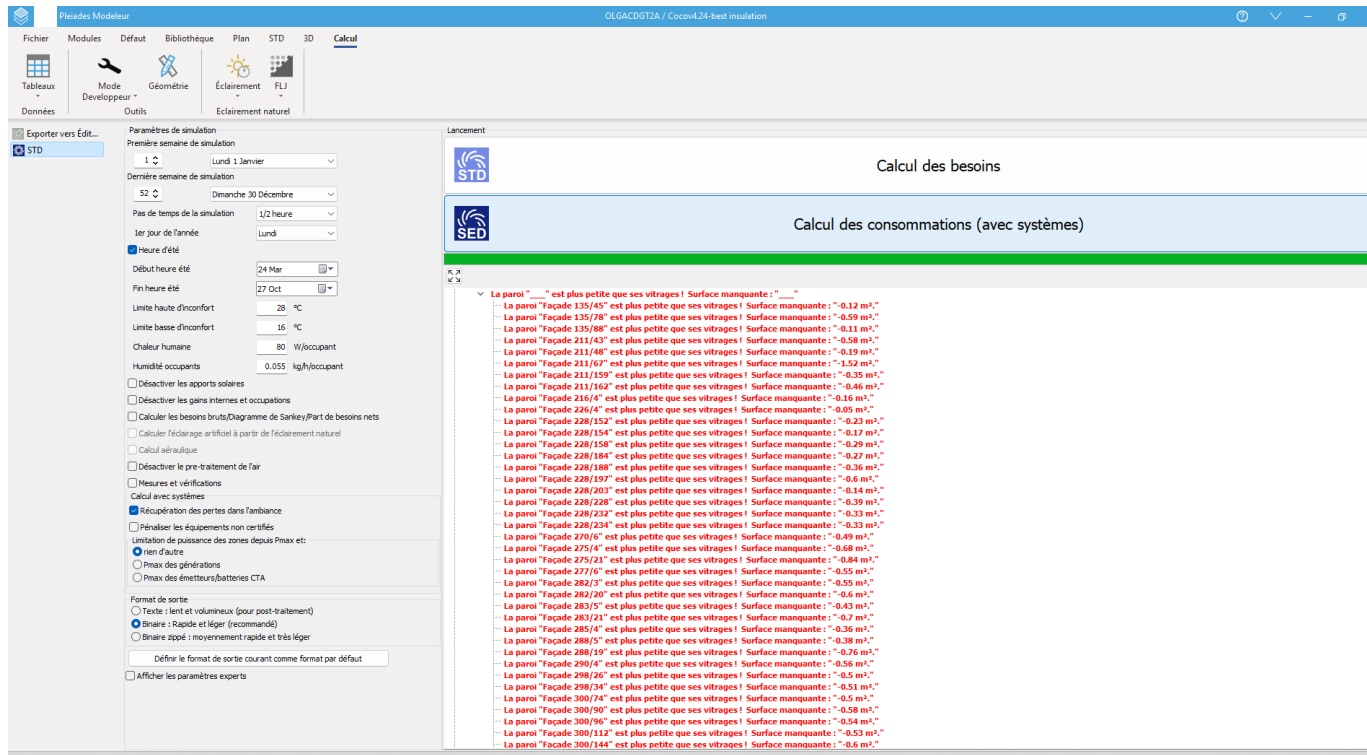 Pleiades Modeleur
OLGACDGT2A / Cocov4.24-best insulation
Fichier Modules Défaut Bibliothèque Plan STD 3D Calcul
Tableaux
Mode Developpeur
Géométrie
Éclairement
FLJ
Données
Outils
Eclairement naturel
Exporter vers Édit...
STD
Paramètres de simulation
Première semaine de simulation
1 Lundi 1 Janvier
Dernière semaine de simulation
52 Dimanche 30 Décembre
Pas de temps de la simulation 1/2 heure
1er jour de l'année Lundi
Heure d'été
Début heure été 24 Mar
Fin heure été 27 Oct
Limite haute d'inconfort 28 °C
Limite basse d'inconfort 16 °C
Chaleur humaine 80 W/occupant
Humidité occupants 0.055 kg/h/occupant
Désactiver les apports solaires
Désactiver les gains internes et occupations
Calculer les besoins bruts/Diagramme de Sankey/Part de besoins nets
Calculer l'éclairage artificiel à partir de l'éclairement naturel
Calcul aéraulique
Désactiver le pre-traitement de l'air
Mesures et vérifications
Calcul avec systèmes
Récupération des pertes dans l'ambiance
Pénaliser les équipements non certifiés
Limitation de puissance des zones depuis Pmax et:
rien d'autre
Pmax des générations
Pmax des émetteurs/batteries CTA
Format de sortie
Texte : lent et volumineux (pour post-traitement)
Binaire : Rapide et léger (recommandé)
Binaire zippé : moyennement rapide et très léger
Définir le format de sortie courant comme format par défaut
Afficher les paramètres experts
Lancement
STD
Calcul des besoins
SED
Calcul des consommations (avec systèmes)
La paroi "___" est plus petite que ses vitrages ! Surface manquante : "___"
La paroi "Façade 135/45" est plus petite que ses vitrages ! Surface manquante : "-0.12 m²."
La paroi "Façade 135/78" est plus petite que ses vitrages ! Surface manquante : "-0.59 m²."
La paroi "Façade 135/88" est plus petite que ses vitrages ! Surface manquante : "-0.11 m²."
La paroi "Façade 211/43" est plus petite que ses vitrages ! Surface manquante : "-0.58 m²."
La paroi "Façade 211/48" est plus petite que ses vitrages ! Surface manquante : "-0.19 m²."
La paroi "Façade 211/67" est plus petite que ses vitrages ! Surface manquante : "-1.52 m²."
La paroi "Façade 211/159" est plus petite que ses vitrages ! Surface manquante : "-0.35 m²."
La paroi "Façade 211/162" est plus petite que ses vitrages ! Surface manquante : "-0.46 m²."
La paroi "Façade 216/4" est plus petite que ses vitrages ! Surface manquante : "-0.16 m²."
La paroi "Façade 226/4" est plus petite que ses vitrages ! Surface manquante : "-0.05 m²."
La paroi "Façade 228/152" est plus petite que ses vitrages ! Surface manquante : "-0.23 m²."
La paroi "Façade 228/154" est plus petite que ses vitrages ! Surface manquante : "-0.17 m²."
La paroi "Façade 228/158" est plus petite que ses vitrages ! Surface manquante : "-0.29 m²."
La paroi "Façade 228/184" est plus petite que ses vitrages ! Surface manquante : "-0.27 m²."
La paroi "Façade 228/188" est plus petite que ses vitrages ! Surface manquante : "-0.36 m²."
La paroi "Façade 228/197" est plus petite que ses vitrages ! Surface manquante : "-0.6 m²."
La paroi "Façade 228/203" est plus petite que ses vitrages ! Surface manquante : "-0.14 m²."
La paroi "Façade 228/228" est plus petite que ses vitrages ! Surface manquante : "-0.39 m²."
La paroi "Façade 228/232" est plus petite que ses vitrages ! Surface manquante : "-0.33 m²."
La paroi "Façade 228/234" est plus petite que ses vitrages ! Surface manquante : "-0.33 m²."
La paroi "Façade 270/6" est plus petite que ses vitrages ! Surface manquante : "-0.49 m²."
La paroi "Façade 275/4" est plus petite que ses vitrages ! Surface manquante : "-0.68 m²."
La paroi "Façade 275/21" est plus petite que ses vitrages ! Surface manquante : "-0.84 m²."
La paroi "Façade 277/6" est plus petite que ses vitrages ! Surface manquante : "-0.55 m²."
La paroi "Façade 282/3" est plus petite que ses vitrages ! Surface manquante : "-0.55 m²."
La paroi "Façade 282/20" est plus petite que ses vitrages ! Surface manquante : "-0.6 m²."
La paroi "Façade 283/5" est plus petite que ses vitrages ! Surface manquante : "-0.43 m²."
La paroi "Façade 283/21" est plus petite que ses vitrages ! Surface manquante : "-0.7 m²."
La paroi "Façade 285/4" est plus petite que ses vitrages ! Surface manquante : "-0.36 m²."
La paroi "Façade 288/5" est plus petite que ses vitrages ! Surface manquante : "-0.38 m²."
La paroi "Façade 288/19" est plus petite que ses vitrages ! Surface manquante : "-0.76 m²."
La paroi "Façade 290/4" est plus petite que ses vitrages ! Surface manquante : "-0.56 m²."
La paroi "Façade 298/26" est plus petite que ses vitrages ! Surface manquante : "-0.5 m²."
La paroi "Façade 298/34" est plus petite que ses vitrages ! Surface manquante : "-0.51 m²."
La paroi "Façade 300/74" est plus petite que ses vitrages ! Surface manquante : "-0.5 m²."
La paroi "Façade 300/90" est plus petite que ses vitrages ! Surface manquante : "-0.58 m²."
La paroi "Façade 300/96" est plus petite que ses vitrages ! Surface manquante : "-0.54 m²."
La paroi "Façade 300/112" est plus petite que ses vitrages ! Surface manquante : "-0.53 m²."
La paroi "Façade 300/144" est plus petite que ses vitrages ! Surface manquante : "-0.6 m²."